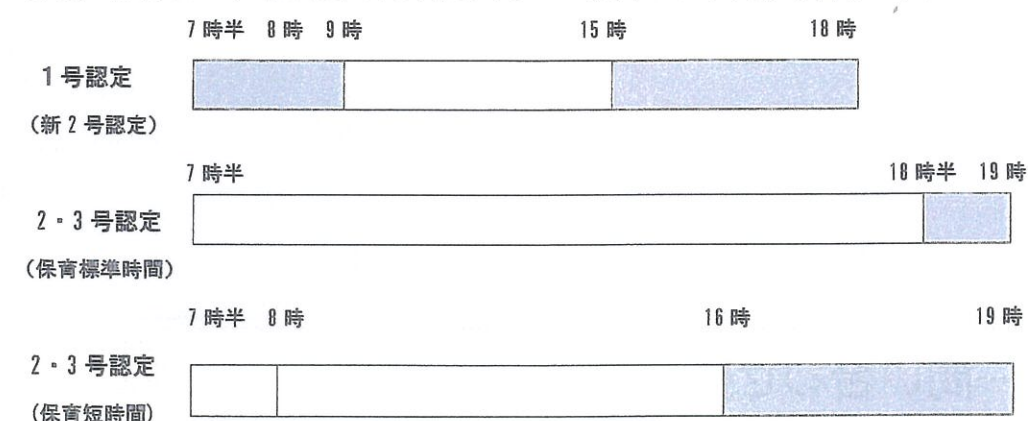 7時半 8時 9時 15時 18時
1号認定
(新2号認定)
7時半 18時半 19時
2・3号認定
(保育標準時間)
7時半 8時 16時 19時
2・3号認定
(保育短時間)